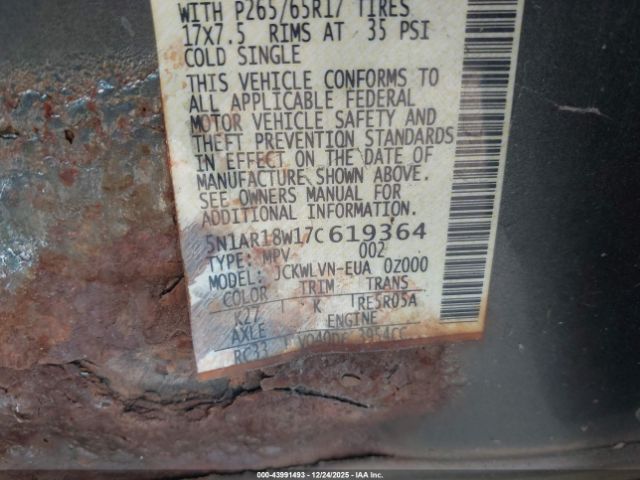 WITH P265/65R17 TIRES
17X7.5 RIMS AT 35 PSI
COLD SINGLE
THIS VEHICLE CONFORMS TO
ALL APPLICABLE FEDERAL
MOTOR VEHICLE SAFETY AND
THEFT PREVENTION STANDARDS
IN EFFECT ON THE DATE OF
MANUFACTURE SHOWN ABOVE.
SEE OWNERS MANUAL FOR
ADDITIONAL INFORMATION.
5N1AR18W17C619364
TYPE: MPV 002
MODEL: JCKWLVN-EUA 0Z000
COLOR TRIM TRANS
K27 K RE5R05A
AXLE ENGINE
RC33 VQ40DE 3954CC
000-43991493 - 12/24/2025 - IAA Inc.